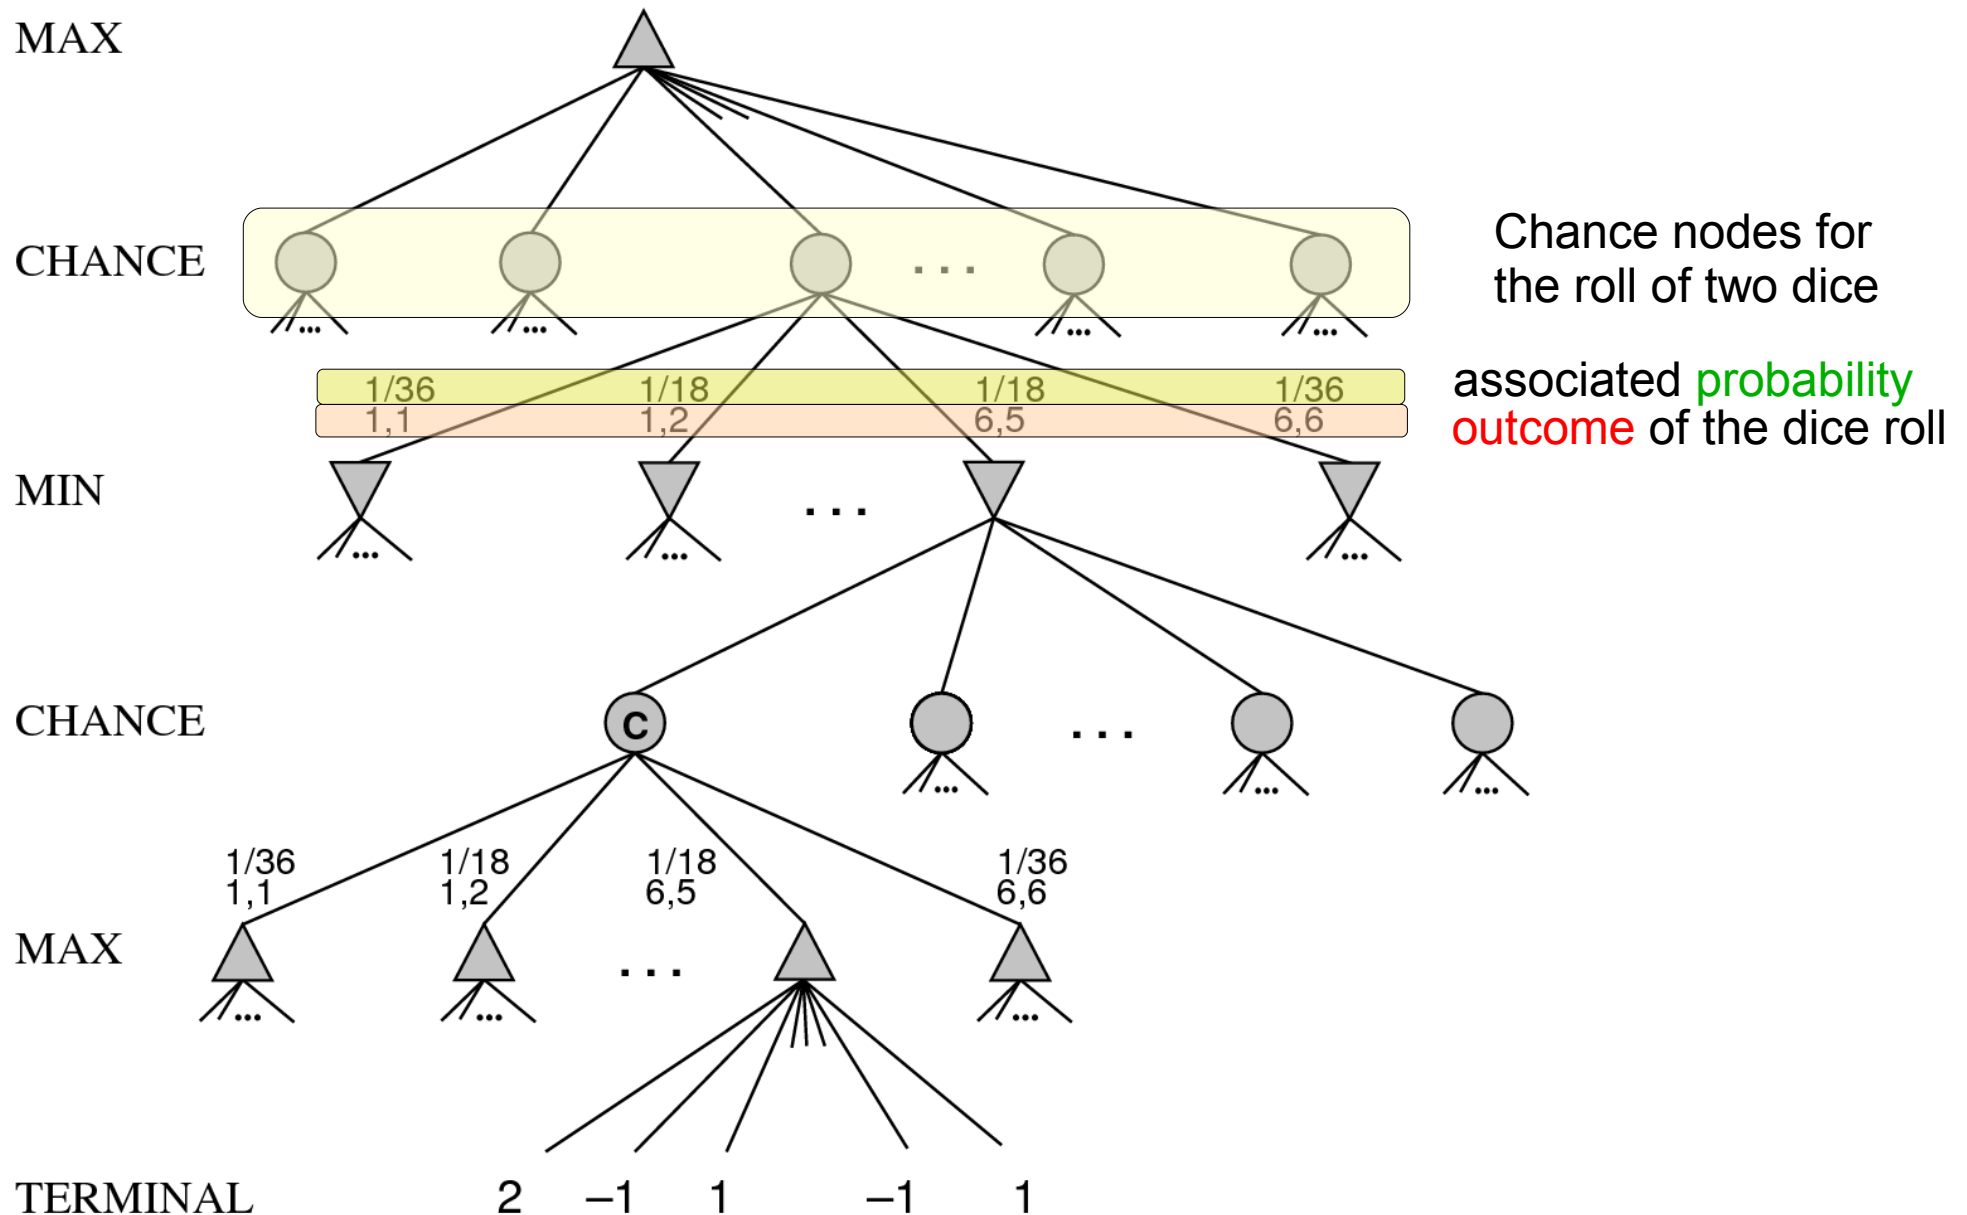 MAX
CHANCE
. . .
Chance nodes for
the roll of two dice
... ... ... ...
1/36 1/18 1/18 1/36
1,1 1,2 6,5 6,6
associated probability
outcome of the dice roll
MIN
. . .
... ... ...
CHANCE
C
. . .
... ... ...
1/36 1/18 1/18 1/36
1,1 1,2 6,5 6,6
MAX
. . .
... ... ...
TERMINAL 2 –1 1 –1 1